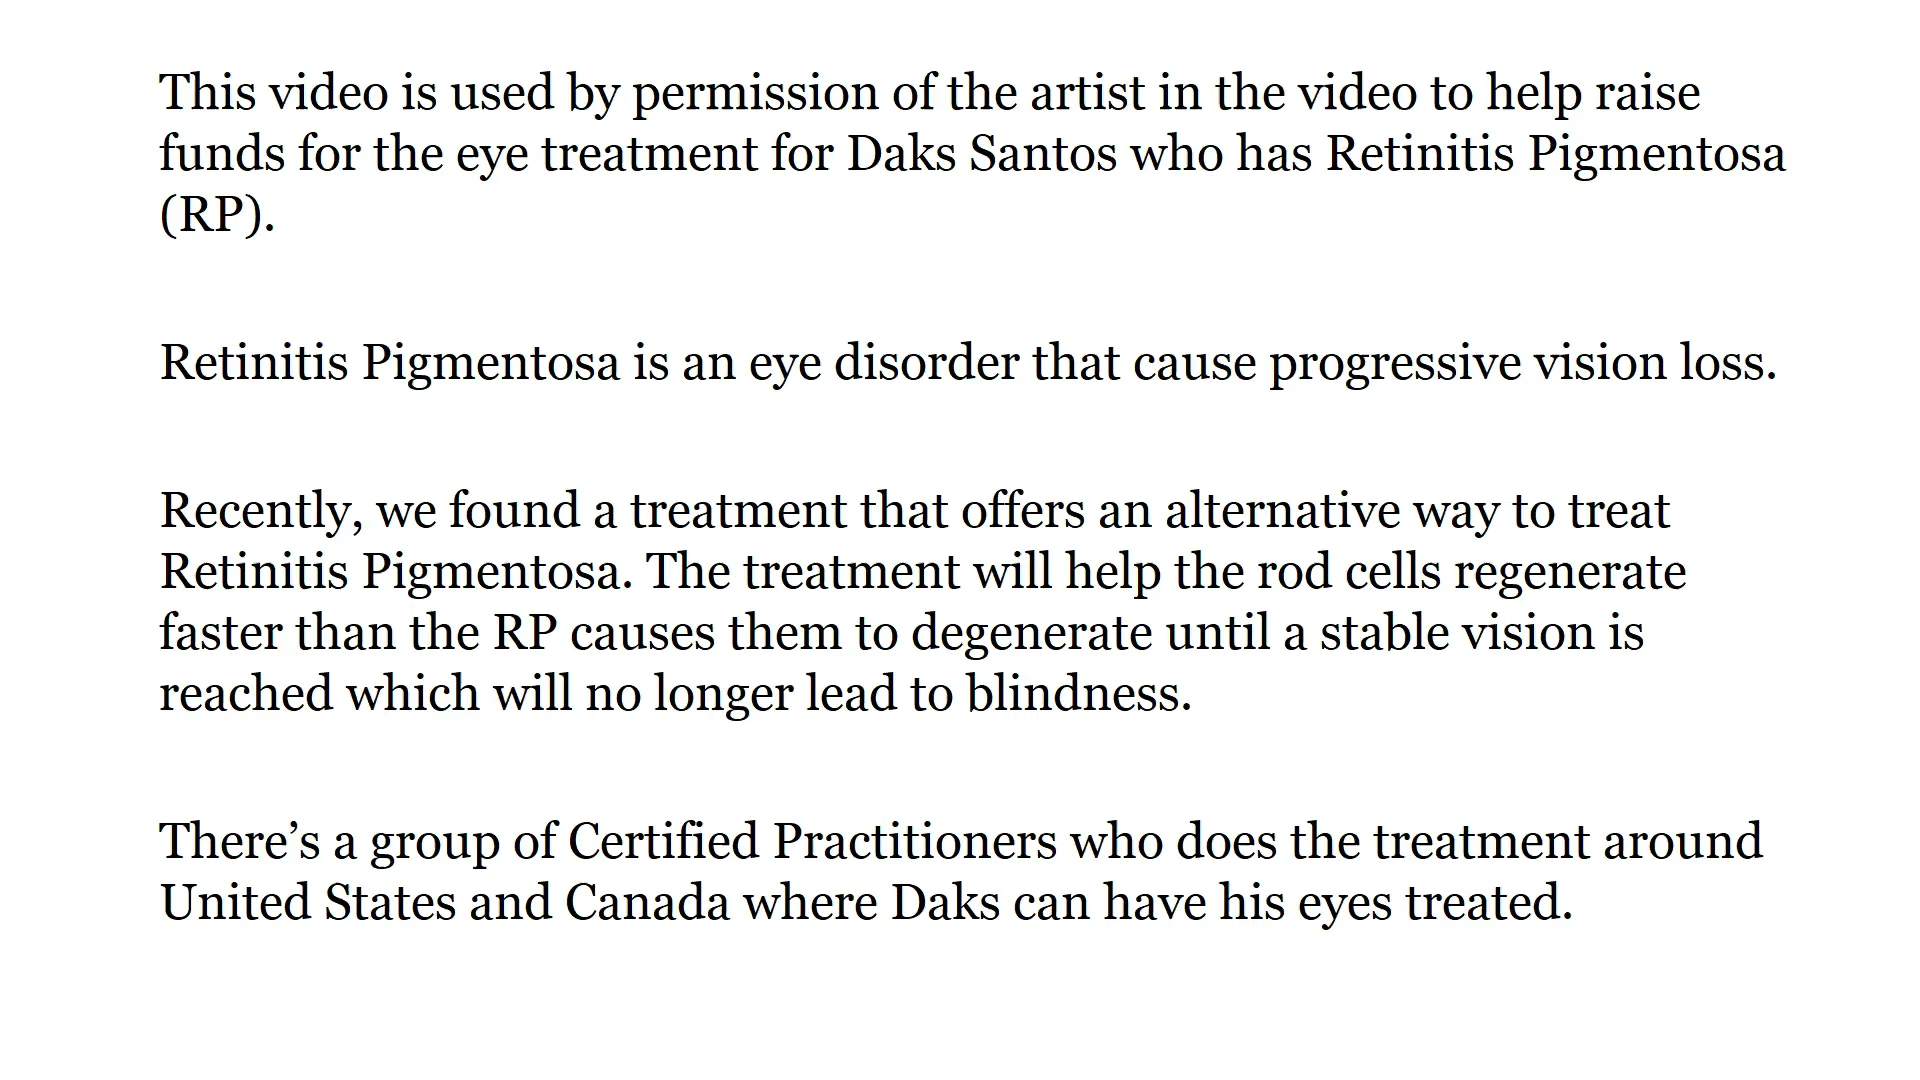 This video is used by permission of the artist in the video to help raise
funds for the eye treatment for Daks Santos who has Retinitis Pigmentosa
(RP).
Retinitis Pigmentosa is an eye disorder that cause progressive vision loss.
Recently, we found a treatment that offers an alternative way to treat
Retinitis Pigmentosa. The treatment will help the rod cells regenerate
faster than the RP causes them to degenerate until a stable vision is
reached which will no longer lead to blindness.
There’s a group of Certified Practitioners who does the treatment around
United States and Canada where Daks can have his eyes treated.